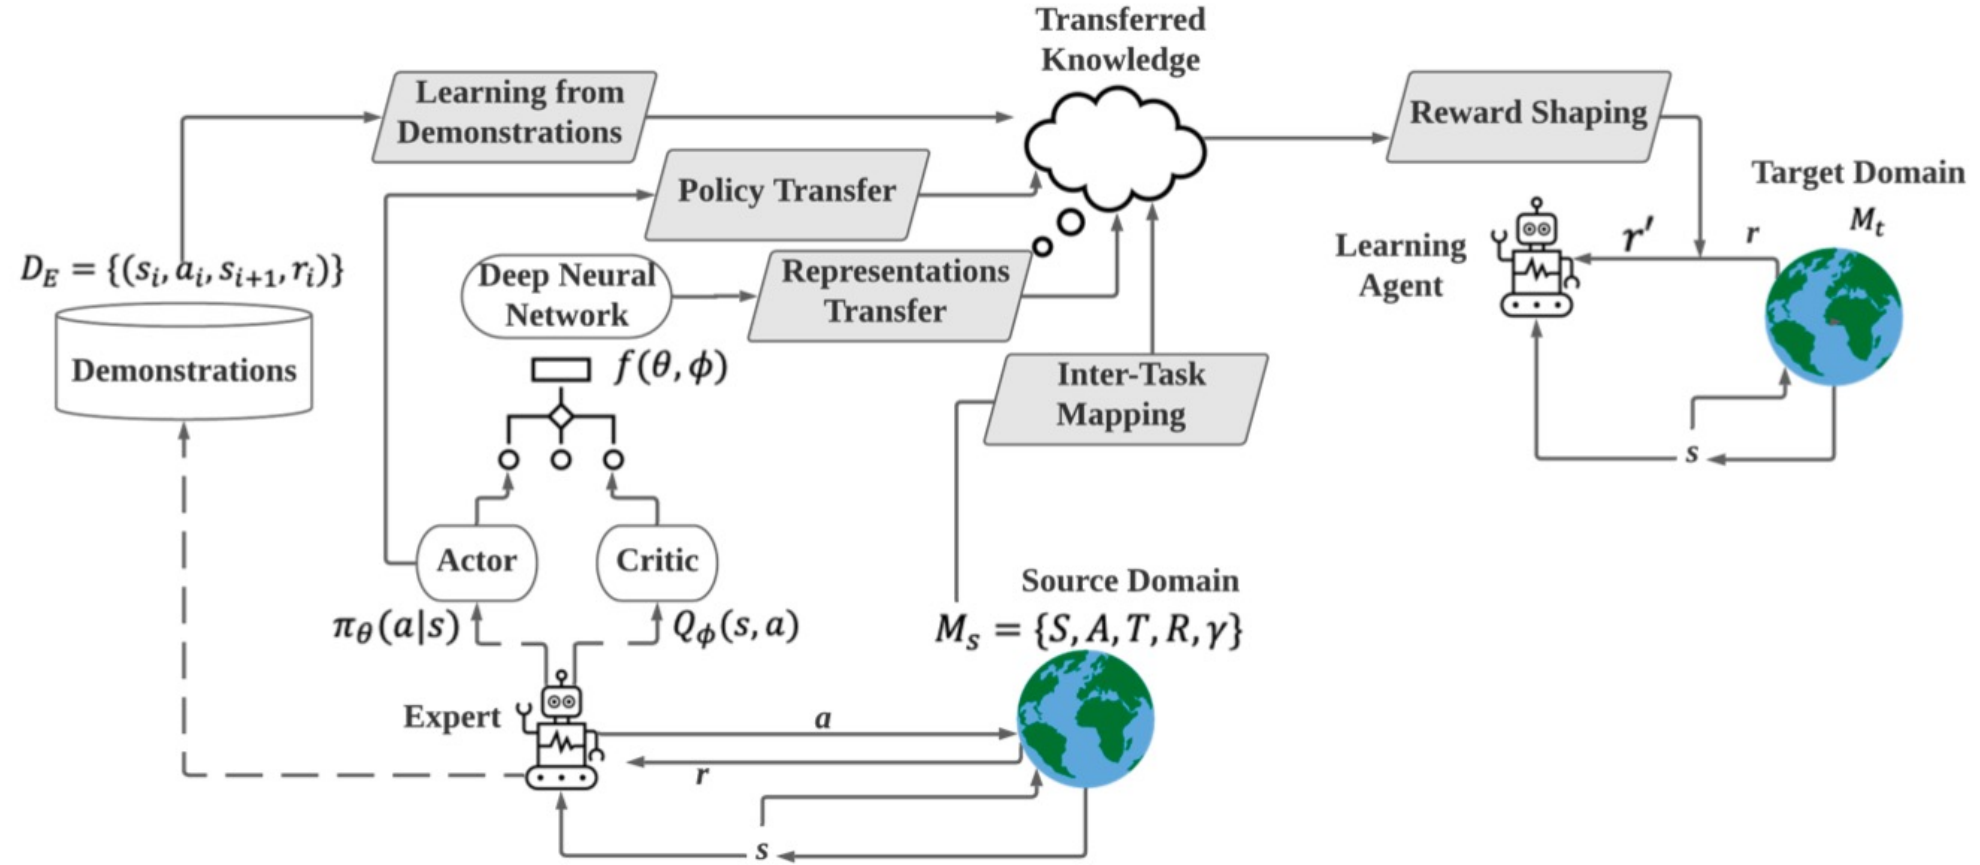 Transferred
Knowledge
Learning from
Demonstrations
Reward Shaping
Policy Transfer
Target Domain
M_t
r′
r
Learning
Agent
D_E = {(s_i, a_i, s_{i+1}, r_i)}
Deep Neural
Network
Representations
Transfer
Demonstrations
f(θ, ϕ)
Inter-Task
Mapping
s
Actor
Critic
Source Domain
π_θ(a|s)
Q_ϕ(s, a)
M_s = {S, A, T, R, γ}
Expert
a
r
s